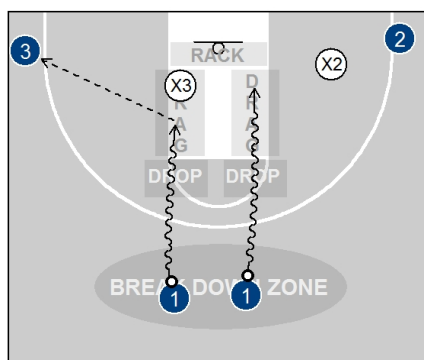 3
2
RACK
X2
X3
R
A
G
D
R
A
G
DROP DROP
BREAK DOWN ZONE
1 1